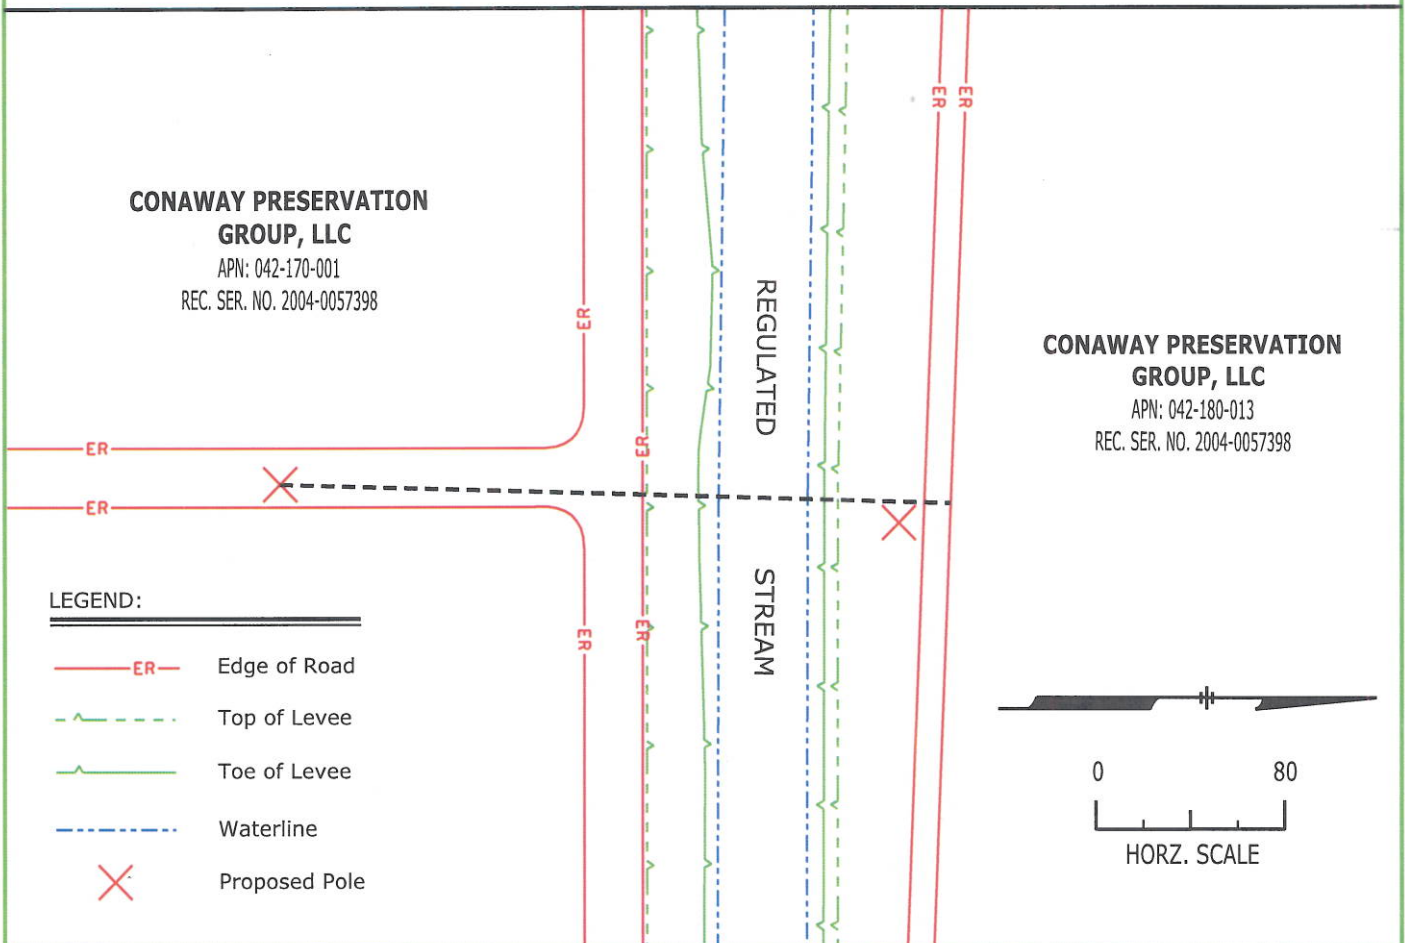 CONAWAY PRESERVATION
GROUP, LLC
APN: 042-170-001
REC. SER. NO. 2004-0057398
ER
ER
ER
ER
ER
ER
ER
ER
REGULATED
STREAM
CONAWAY PRESERVATION
GROUP, LLC
APN: 042-180-013
REC. SER. NO. 2004-0057398
LEGEND:
ER Edge of Road
Top of Levee
Toe of Levee
Waterline
Proposed Pole
0 80
HORZ. SCALE